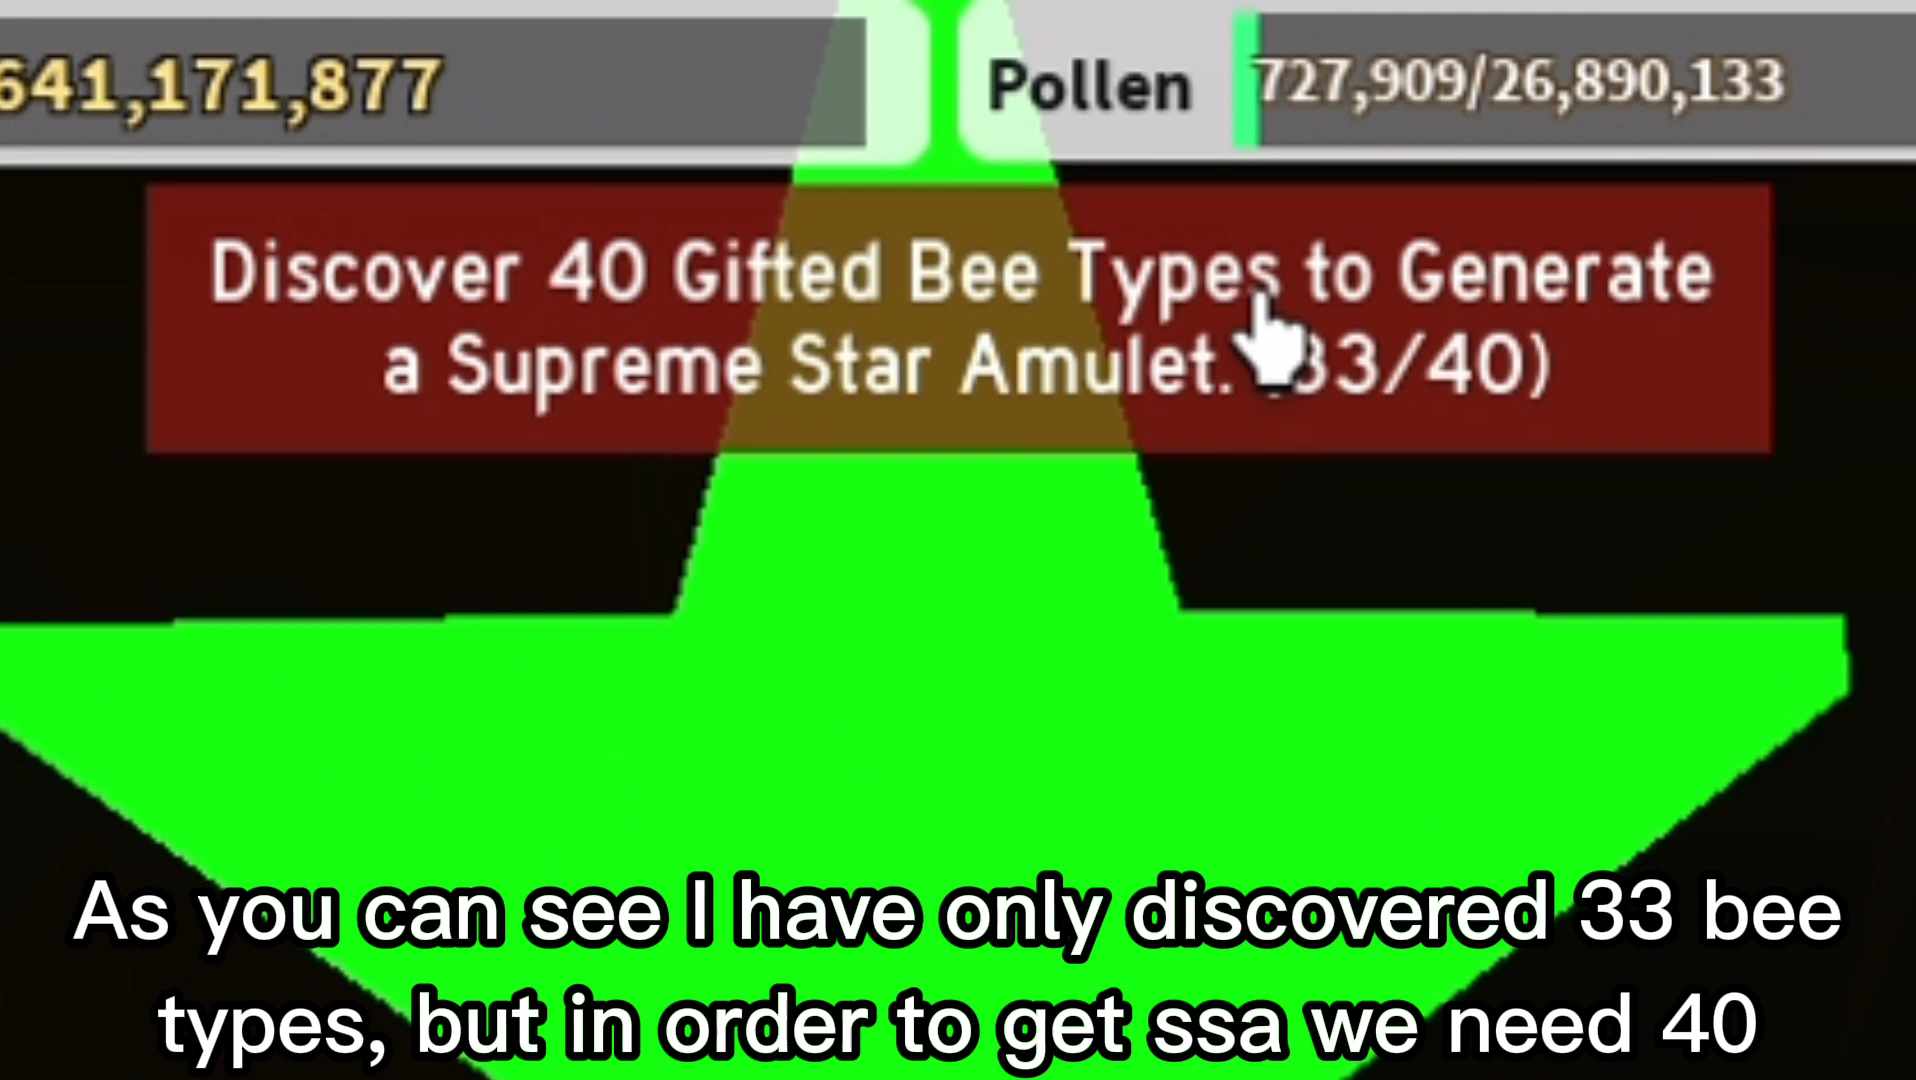 641,171,877
Pollen 727,909/26,890,133
Discover 40 Gifted Bee Types to Generate
a Supreme Star Amulet. 33/40)
As you can see I have only discovered 33 bee
types, but in order to get ssa we need 40